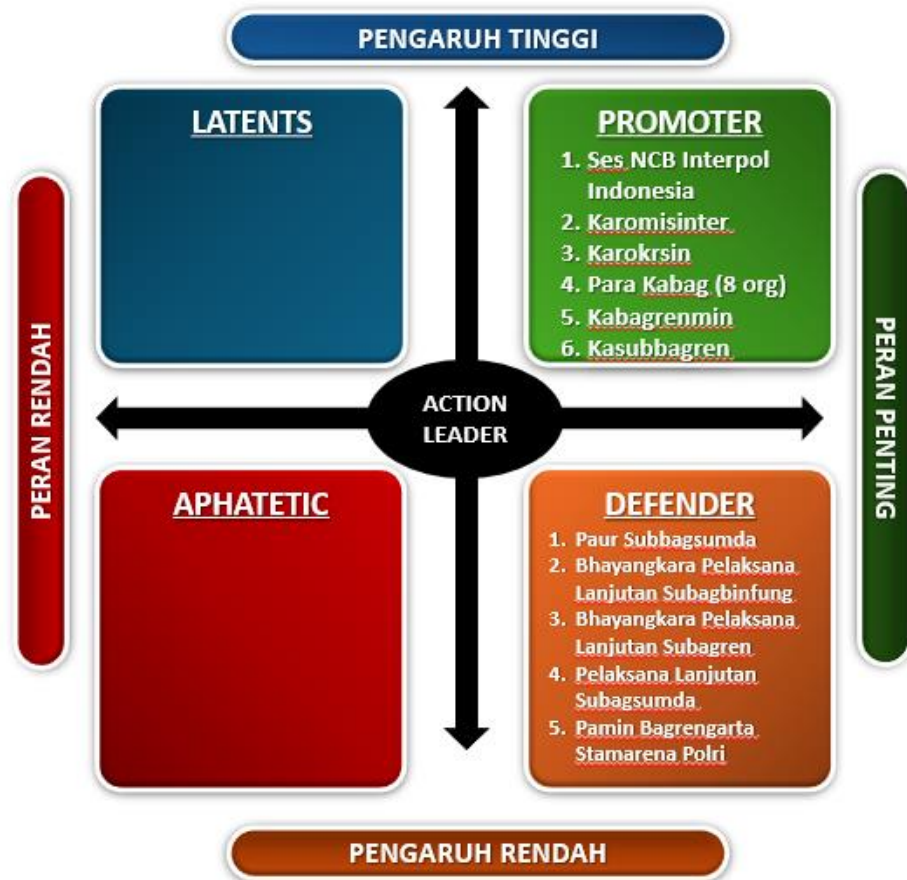 PENGARUH TINGGI
LATENTS
PROMOTER
1. Ses NCB Interpol
Indonesia
2. Karomisinter
3. Karokrsin
4. Para Kabag (8 org)
5. Kabagrenmin
6. Kasubbagren
PERAN RENDAH
ACTION
LEADER
PERAN PENTING
APHATETIC
DEFENDER
1. Paur Subbagsumda
2. Bhayangkara Pelaksana
Lanjutan Subagbinfung
3. Bhayangkara Pelaksana
Lanjutan Subagren
4. Pelaksana Lanjutan
Subagsumda
5. Pamin Bagrengarta
Stamarena Polri
PENGARUH RENDAH